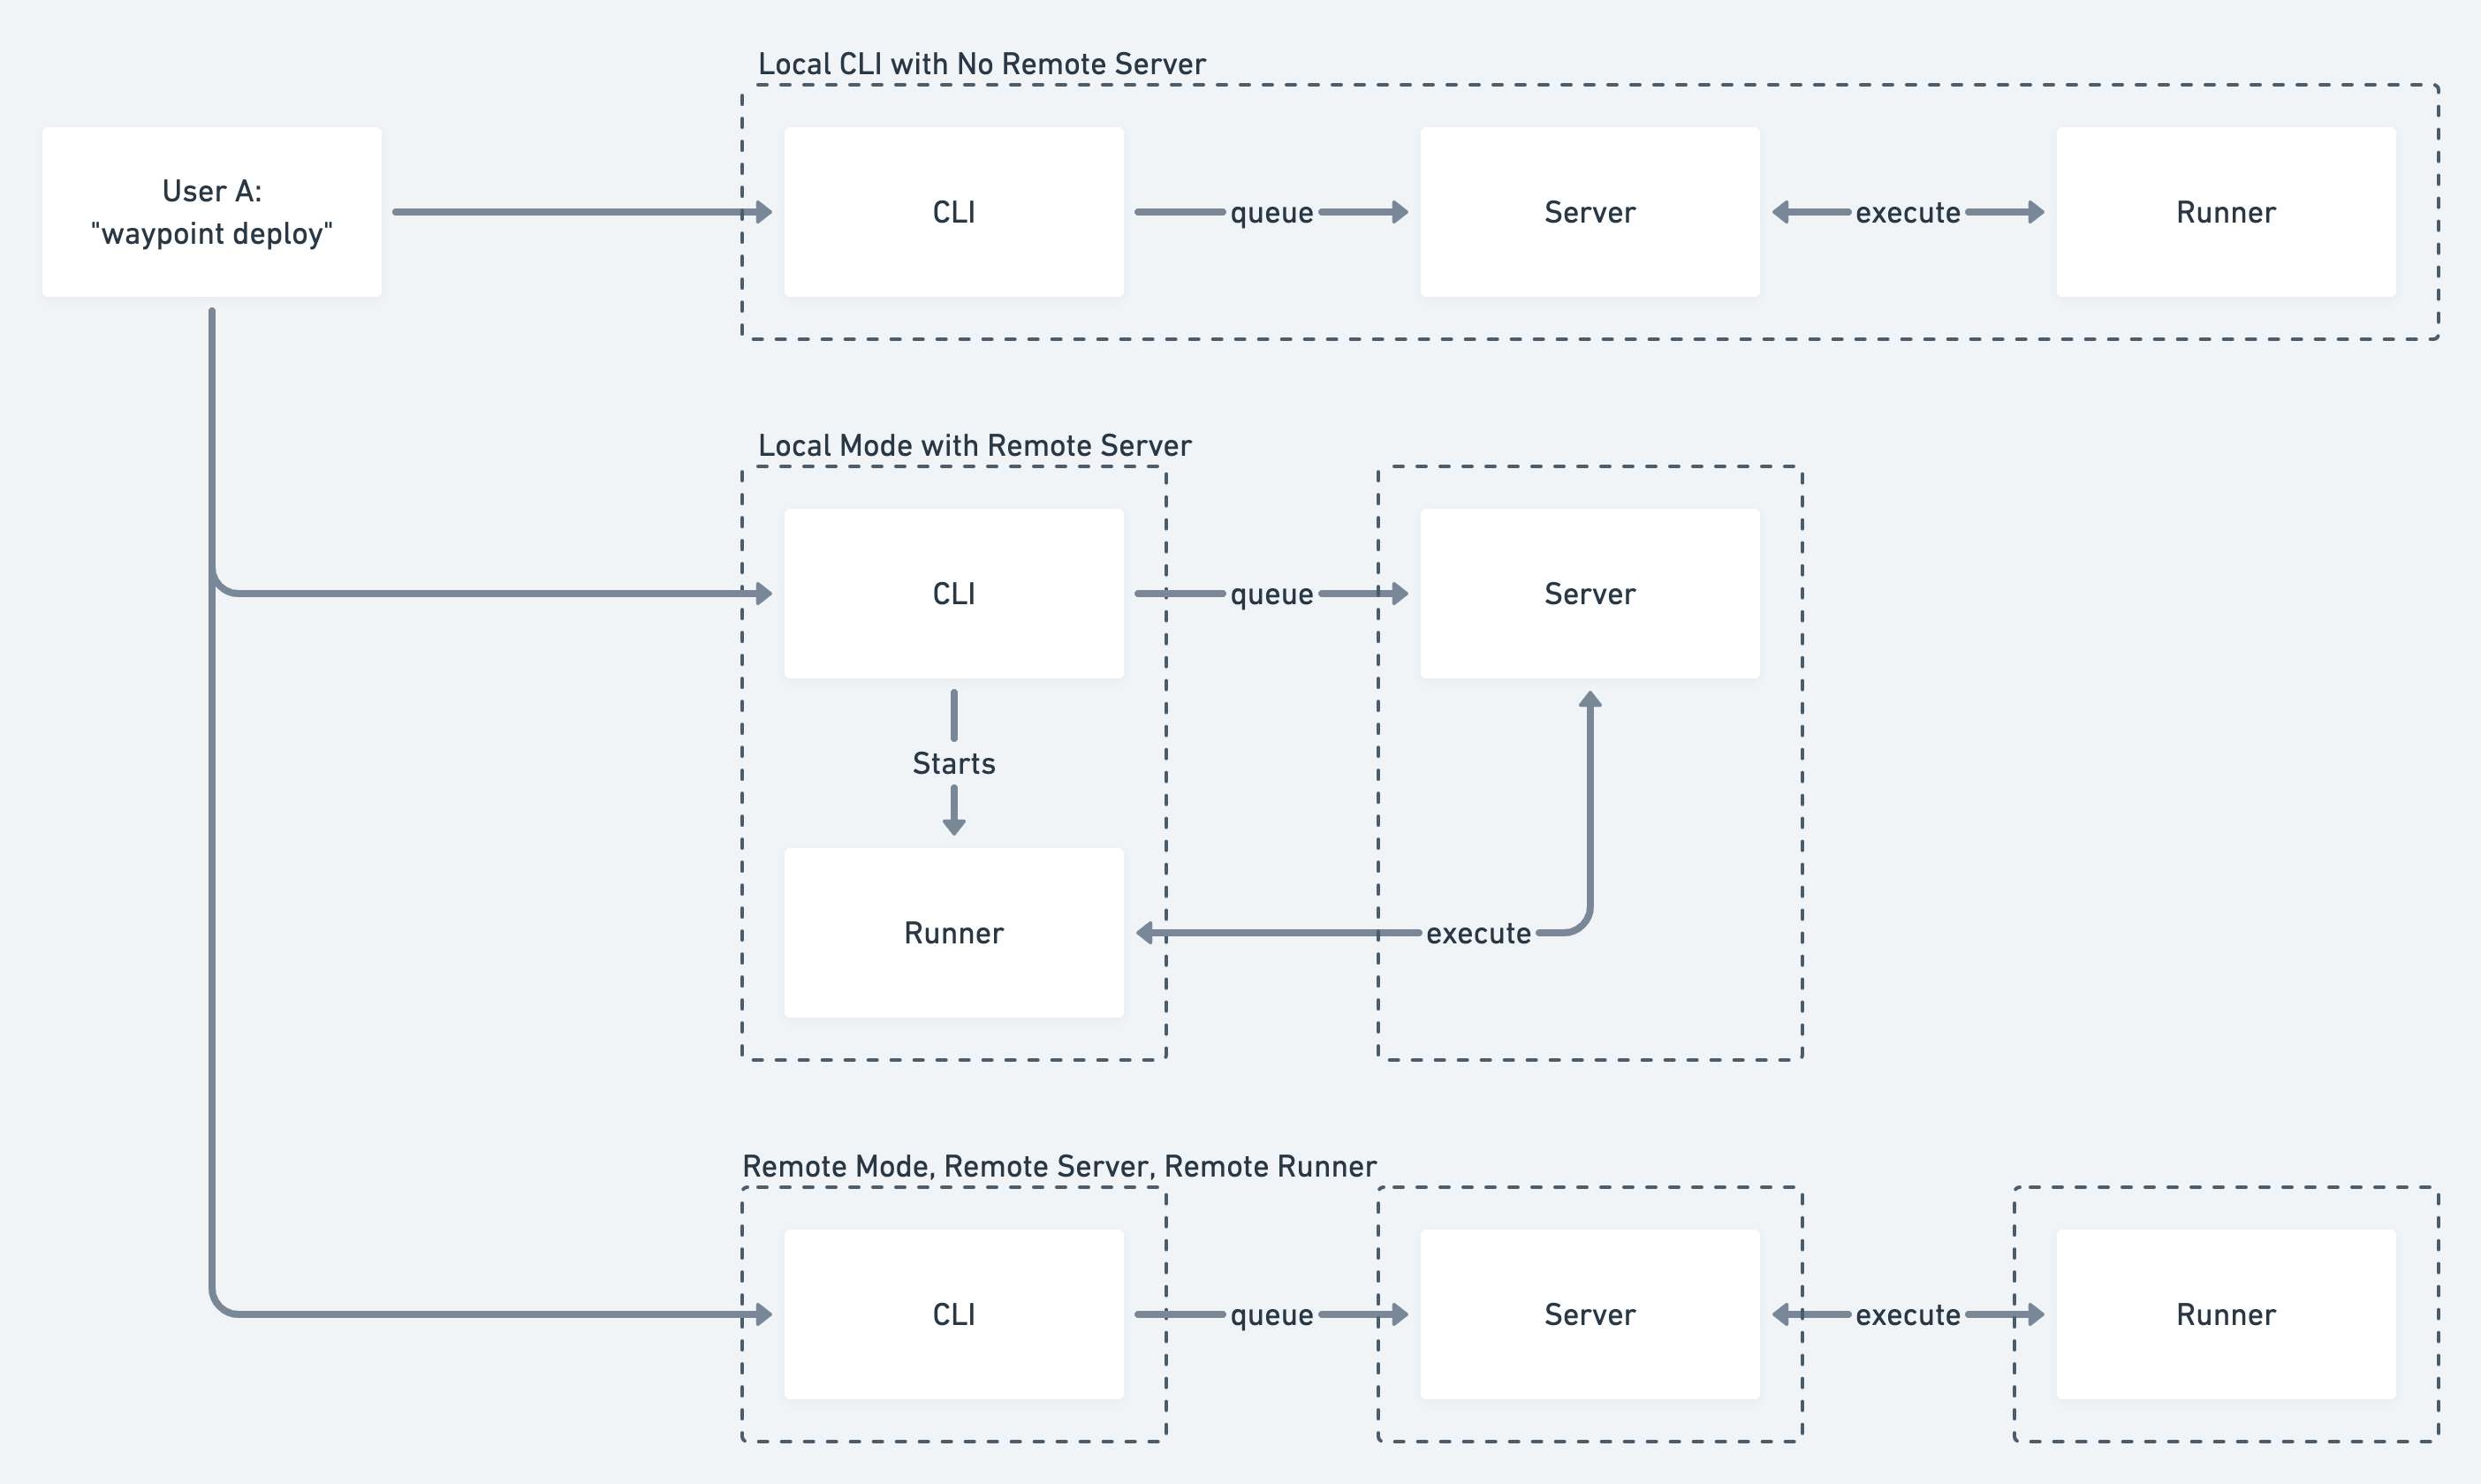 Local CLI with No Remote Server
User A:
"waypoint deploy"
CLI
queue
Server
execute
Runner
Local Mode with Remote Server
CLI
queue
Server
Starts
Runner
execute
Remote Mode, Remote Server, Remote Runner
CLI
queue
Server
execute
Runner